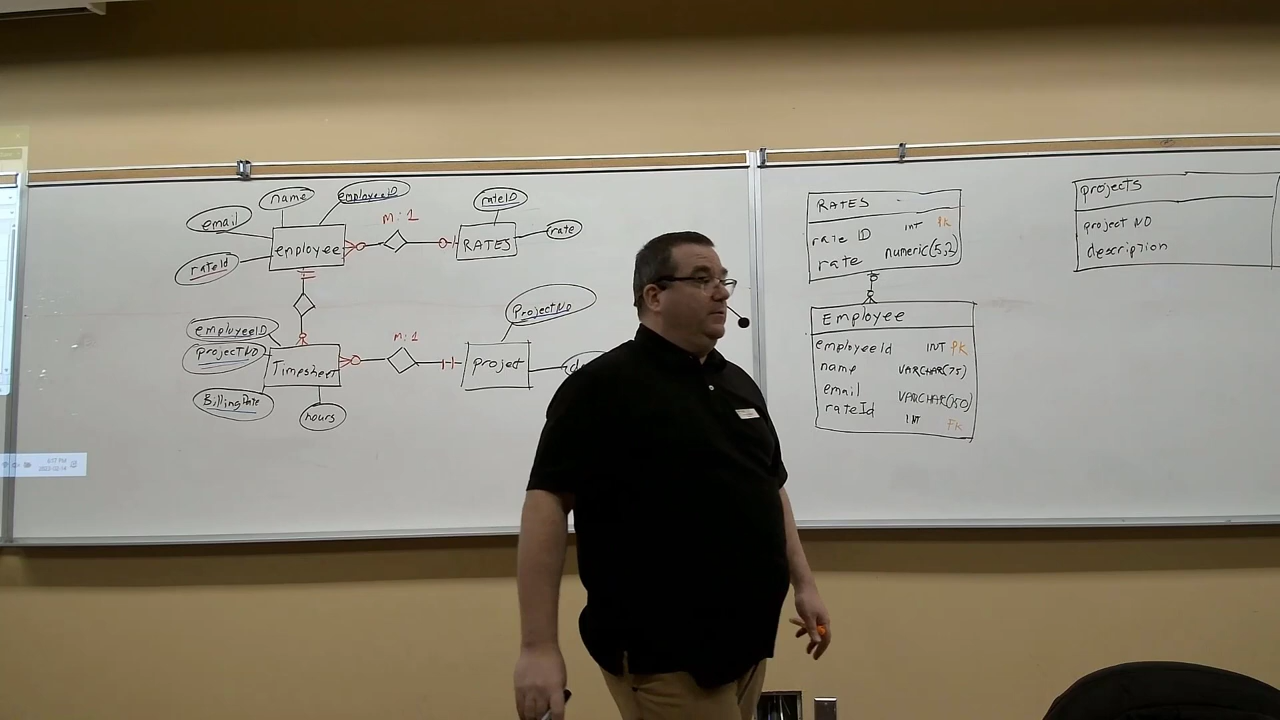 name
employeeID
email
M:1
rateID
employee
RATES
rate
rateId
ProjectNo
employeeID
projectNO
M:1
Timesheet
project
BillingDate
hours
RATES
rate ID INT PK
rate numeric(5,2)
Employee
employeeId INT PK
name VARCHAR(75)
email VARCHAR(150)
rateId INT FK
projects
project NO
description